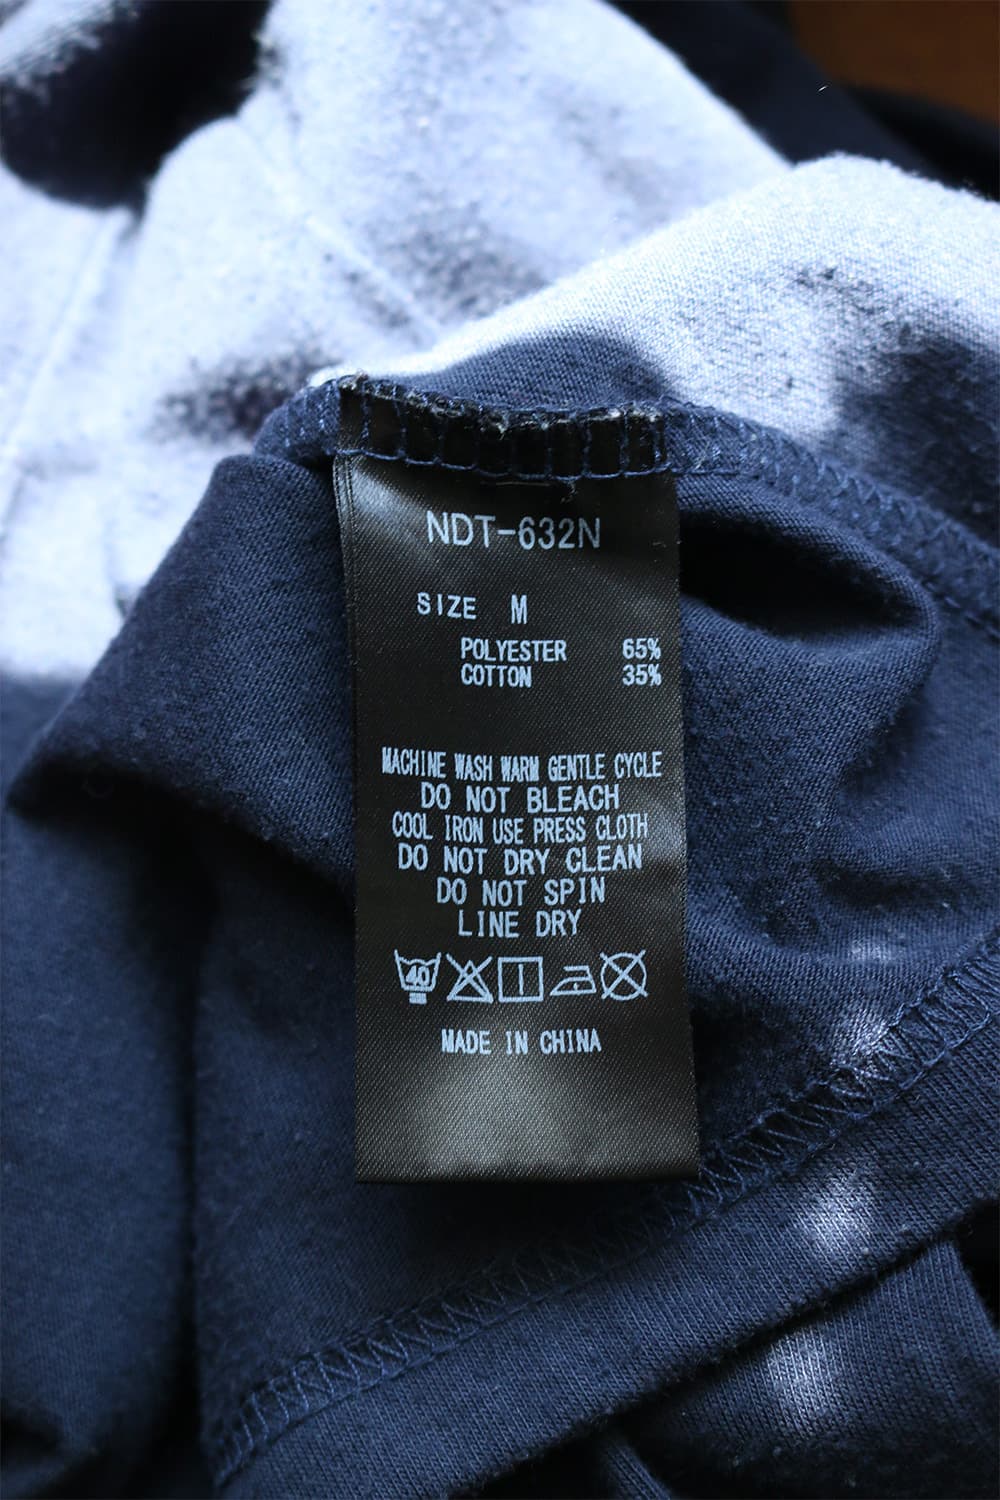 NDT-632N
SIZE M
POLYESTER 65%
COTTON 35%
MACHINE WASH WARM GENTLE CYCLE
DO NOT BLEACH
COOL IRON USE PRESS CLOTH
DO NOT DRY CLEAN
DO NOT SPIN
LINE DRY
40
MADE IN CHINA